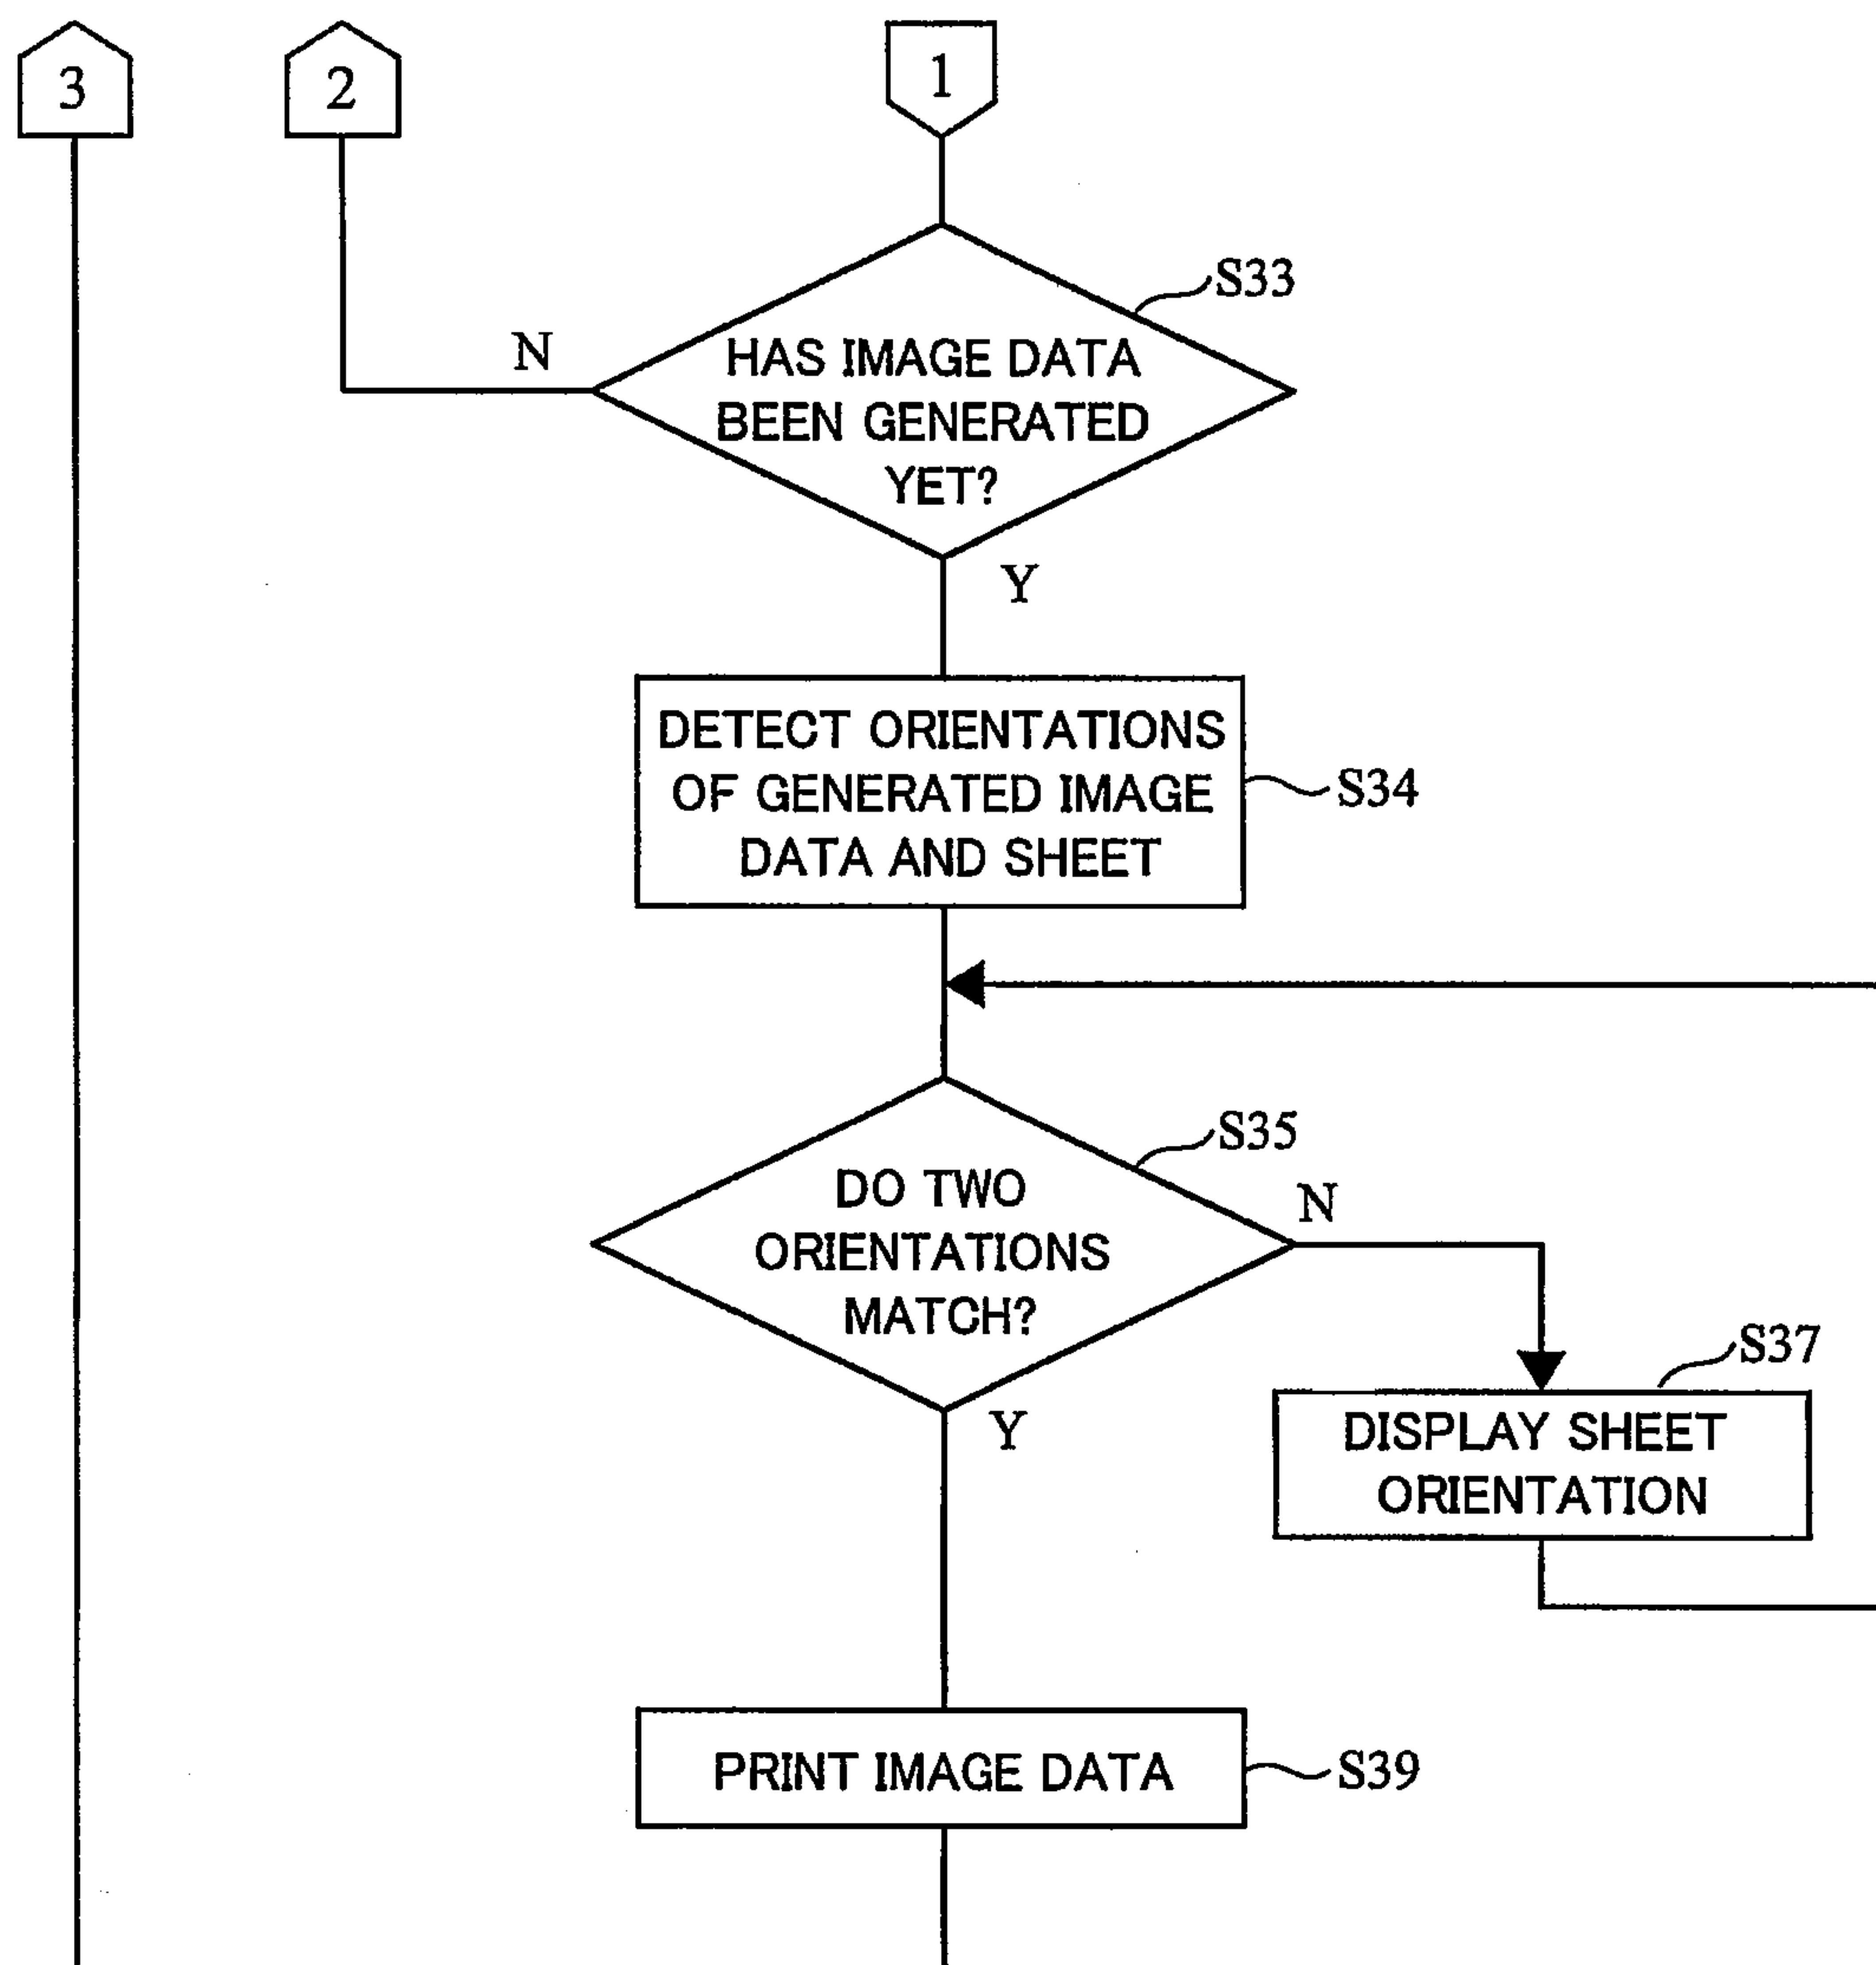 3
2
1
S33
N
HAS IMAGE DATA
BEEN GENERATED
YET?
Y
DETECT ORIENTATIONS
OF GENERATED IMAGE
DATA AND SHEET
S34
S35
DO TWO
ORIENTATIONS
MATCH?
N
Y
S37
DISPLAY SHEET
ORIENTATION
PRINT IMAGE DATA
S39